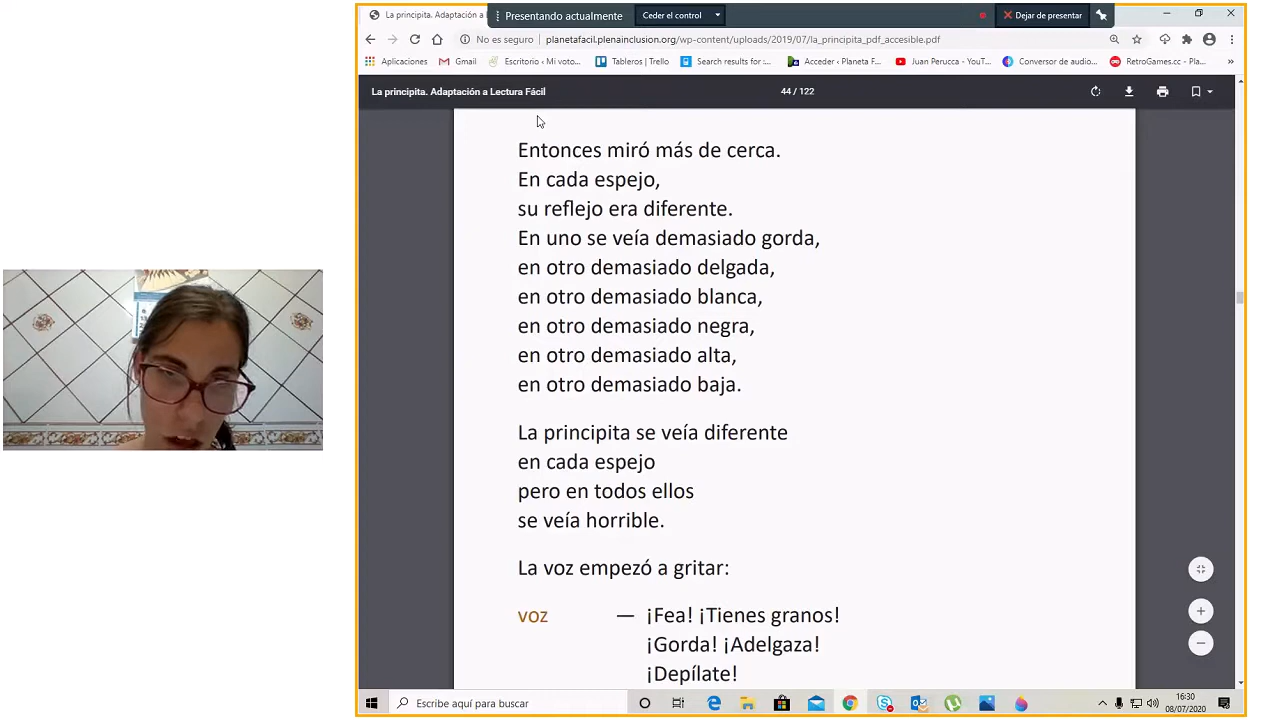 La principita. Adaptación a L
Presentando actualmente
Ceder el control
Dejar de presentar
No es seguro
planetafacil.plenainclusion.org/wp-content/uploads/2019/07/la_principita_pdf_accesible.pdf
Aplicaciones
Gmail
Escritorio ‹ Mi voto...
Tableros | Trello
Search results for :...
Acceder ‹ Planeta F...
Juan Perucca - YouT...
Conversor de audio...
RetroGames.cc - Pla...
La principita. Adaptación a Lectura Fácil
44 / 122
Entonces miró más de cerca.
En cada espejo,
su reflejo era diferente.
En uno se veía demasiado gorda,
en otro demasiado delgada,
en otro demasiado blanca,
en otro demasiado negra,
en otro demasiado alta,
en otro demasiado baja.
La principita se veía diferente
en cada espejo
pero en todos ellos
se veía horrible.
La voz empezó a gritar:
voz — ¡Fea! ¡Tienes granos!
¡Gorda! ¡Adelgaza!
¡Depílate!
Escribe aquí para buscar
16:30
08/07/2020